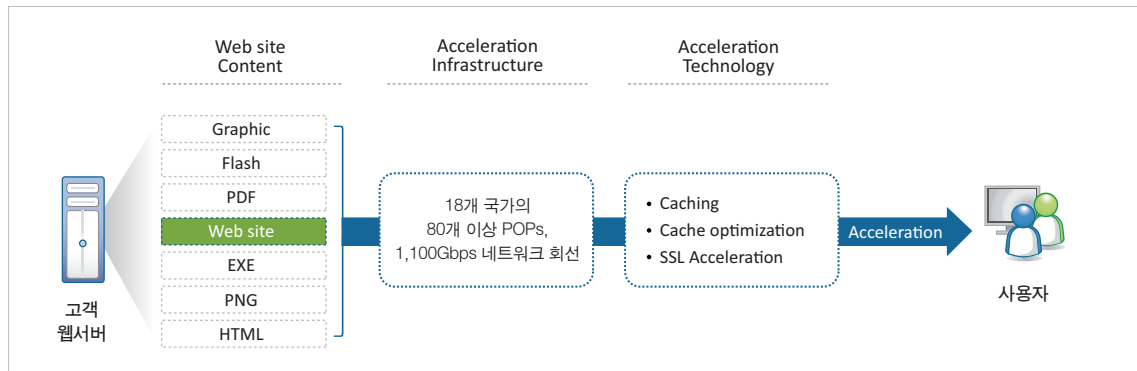 Web site
Content
Acceleration
Infrastructure
Acceleration
Technology
Graphic
Flash
PDF
Web site
EXE
PNG
HTML
고객
웹서버
18개 국가의
80개 이상 POPs,
1,100Gbps 네트워크 회선
• Caching
• Cache optimization
• SSL Acceleration
Acceleration
사용자